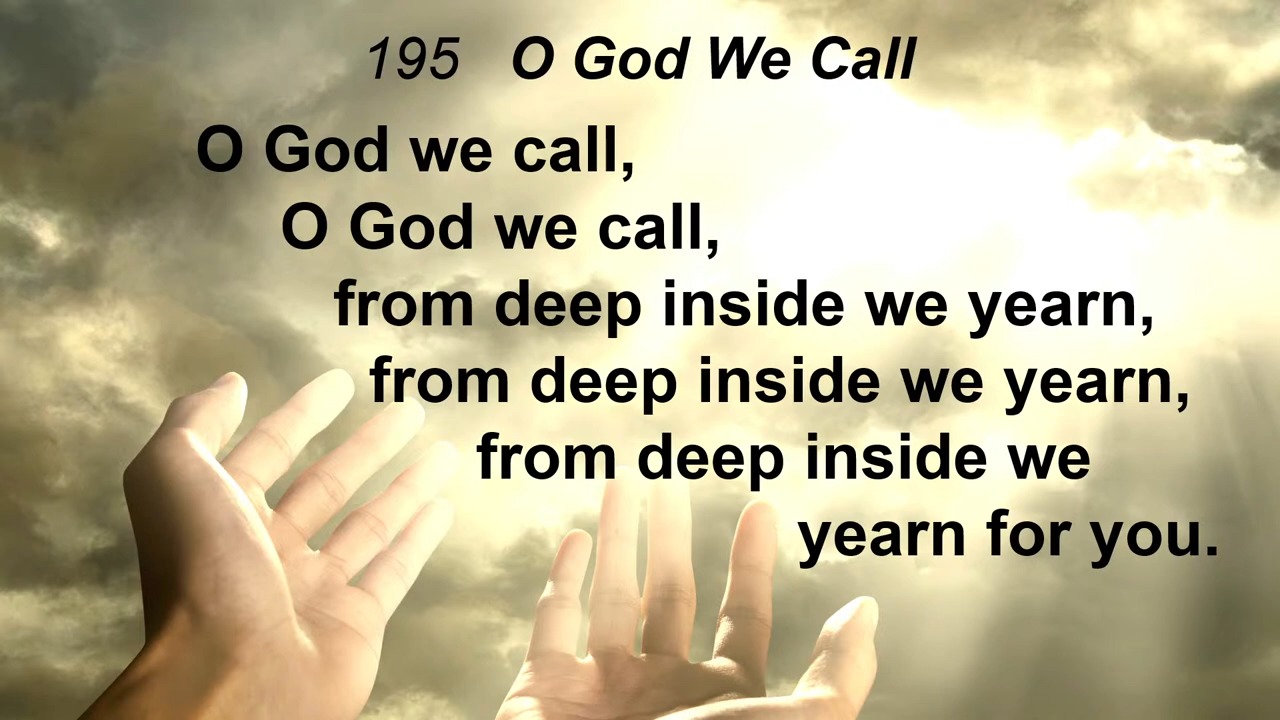 195 O God We Call
O God we call,
O God we call,
from deep inside we yearn,
from deep inside we yearn,
from deep inside we
yearn for you.